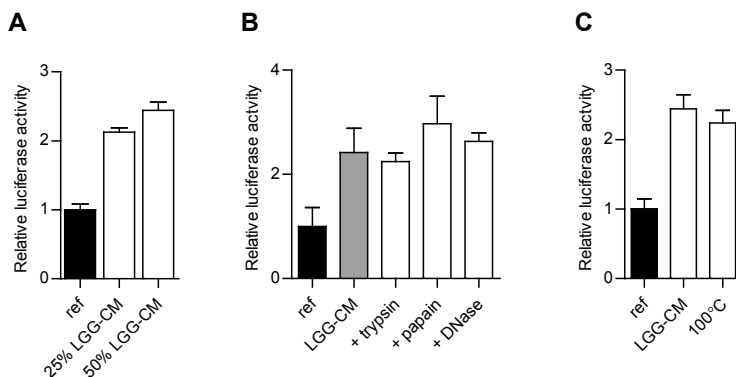 A
Relative luciferase activity
3
2
1
0
ref
25% LGG-CM
50% LGG-CM
B
Relative luciferase activity
4
2
0
ref
LGG-CM
+ trypsin
+ papain
+ DNase
C
Relative luciferase activity
3
2
1
0
ref
LGG-CM
100°C